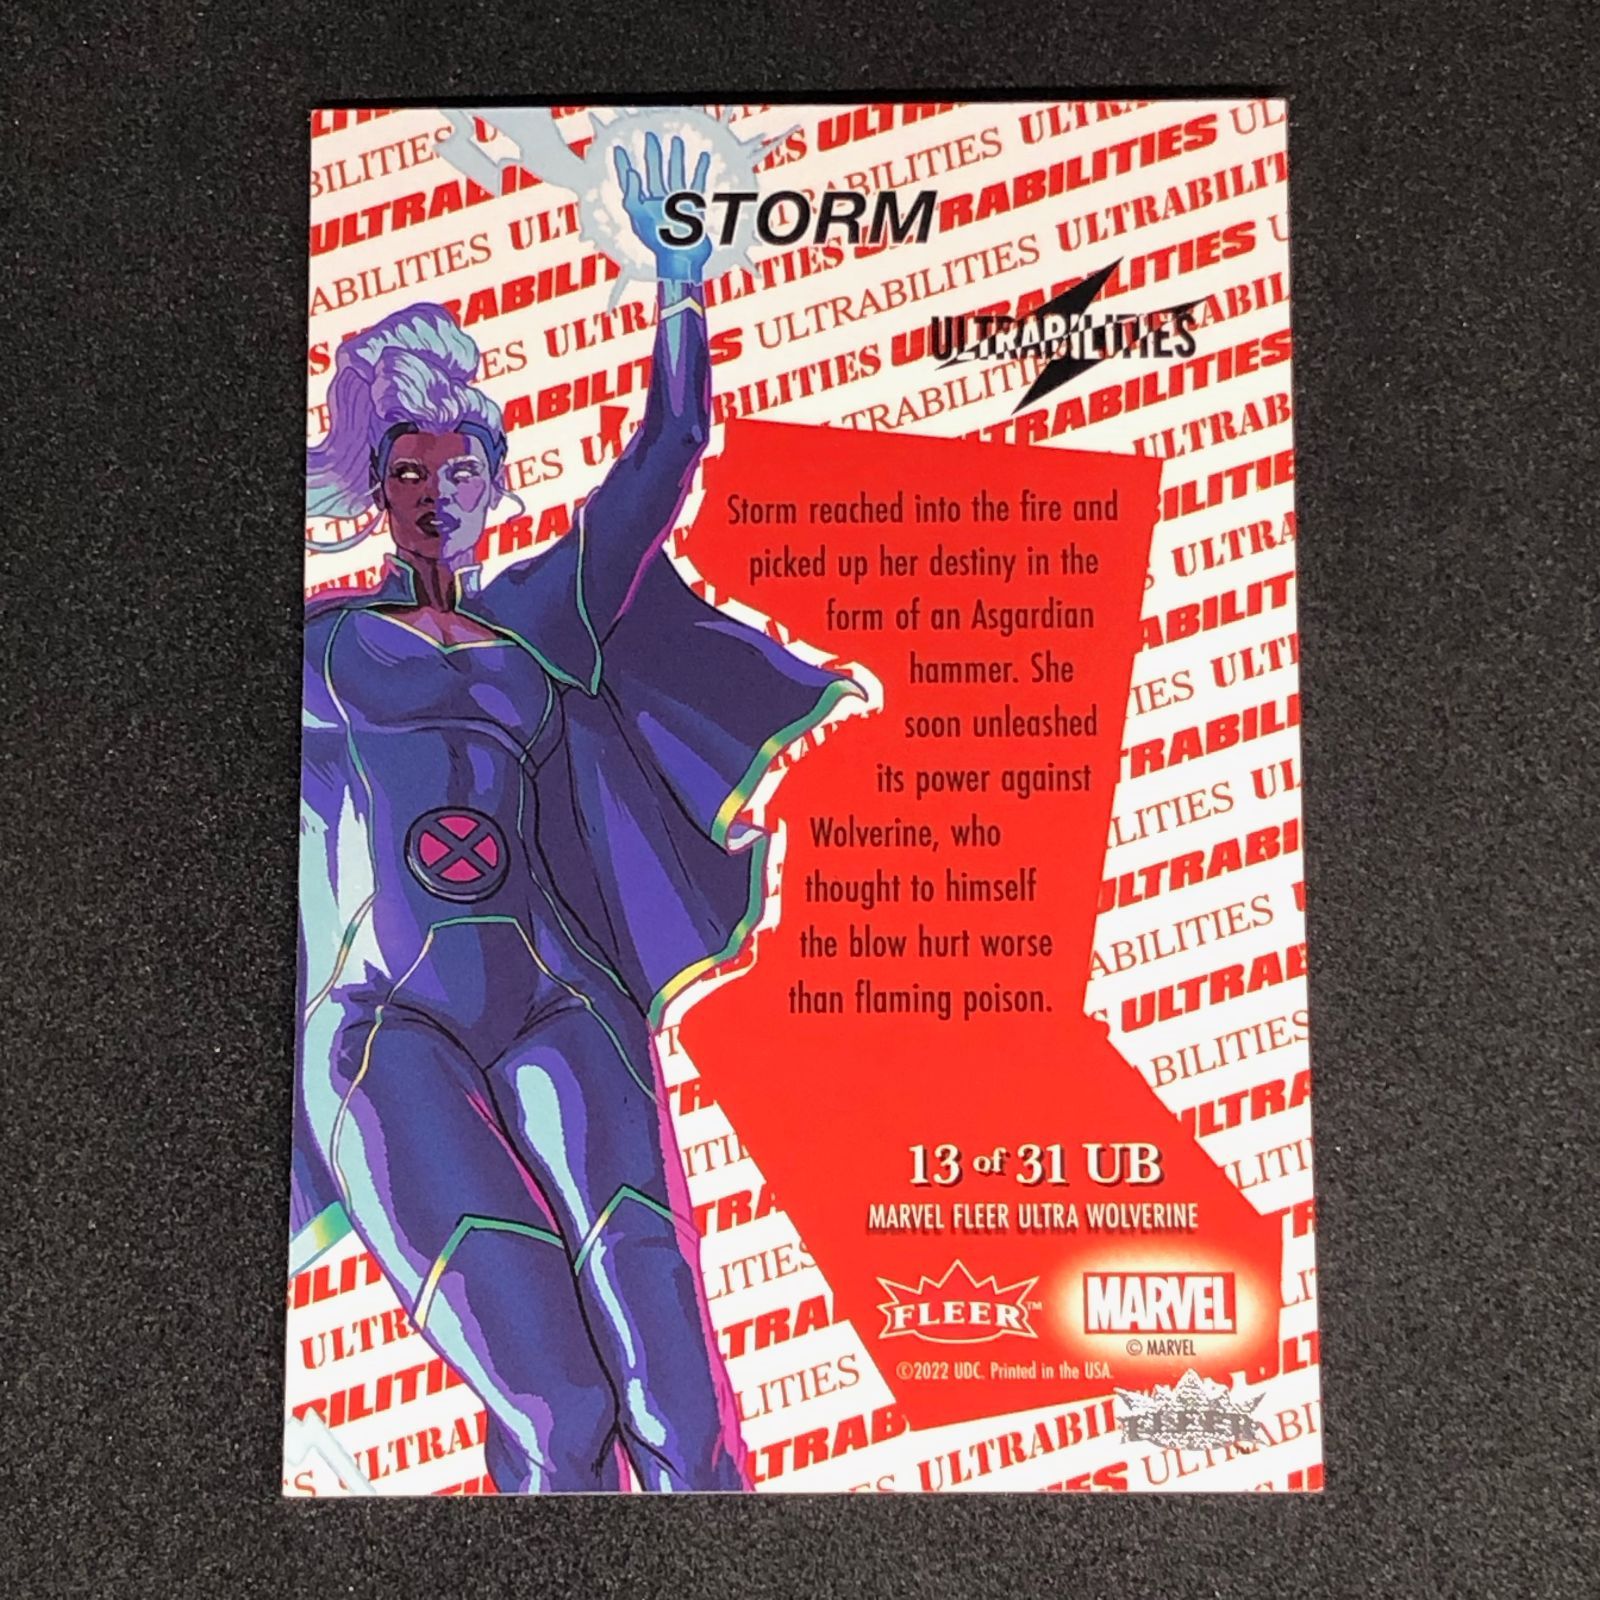 STORM
ULTRABILITIES
Storm reached into the fire and
picked up her destiny in the
form of an Asgardian
hammer. She
soon unleashed
its power against
Wolverine, who
thought to himself
the blow hurt worse
than flaming poison.
13 of 31 UB
MARVEL FLEER ULTRA WOLVERINE
FLEER™
MARVEL
© MARVEL
©2022 UDC. Printed in the USA.
FLEER